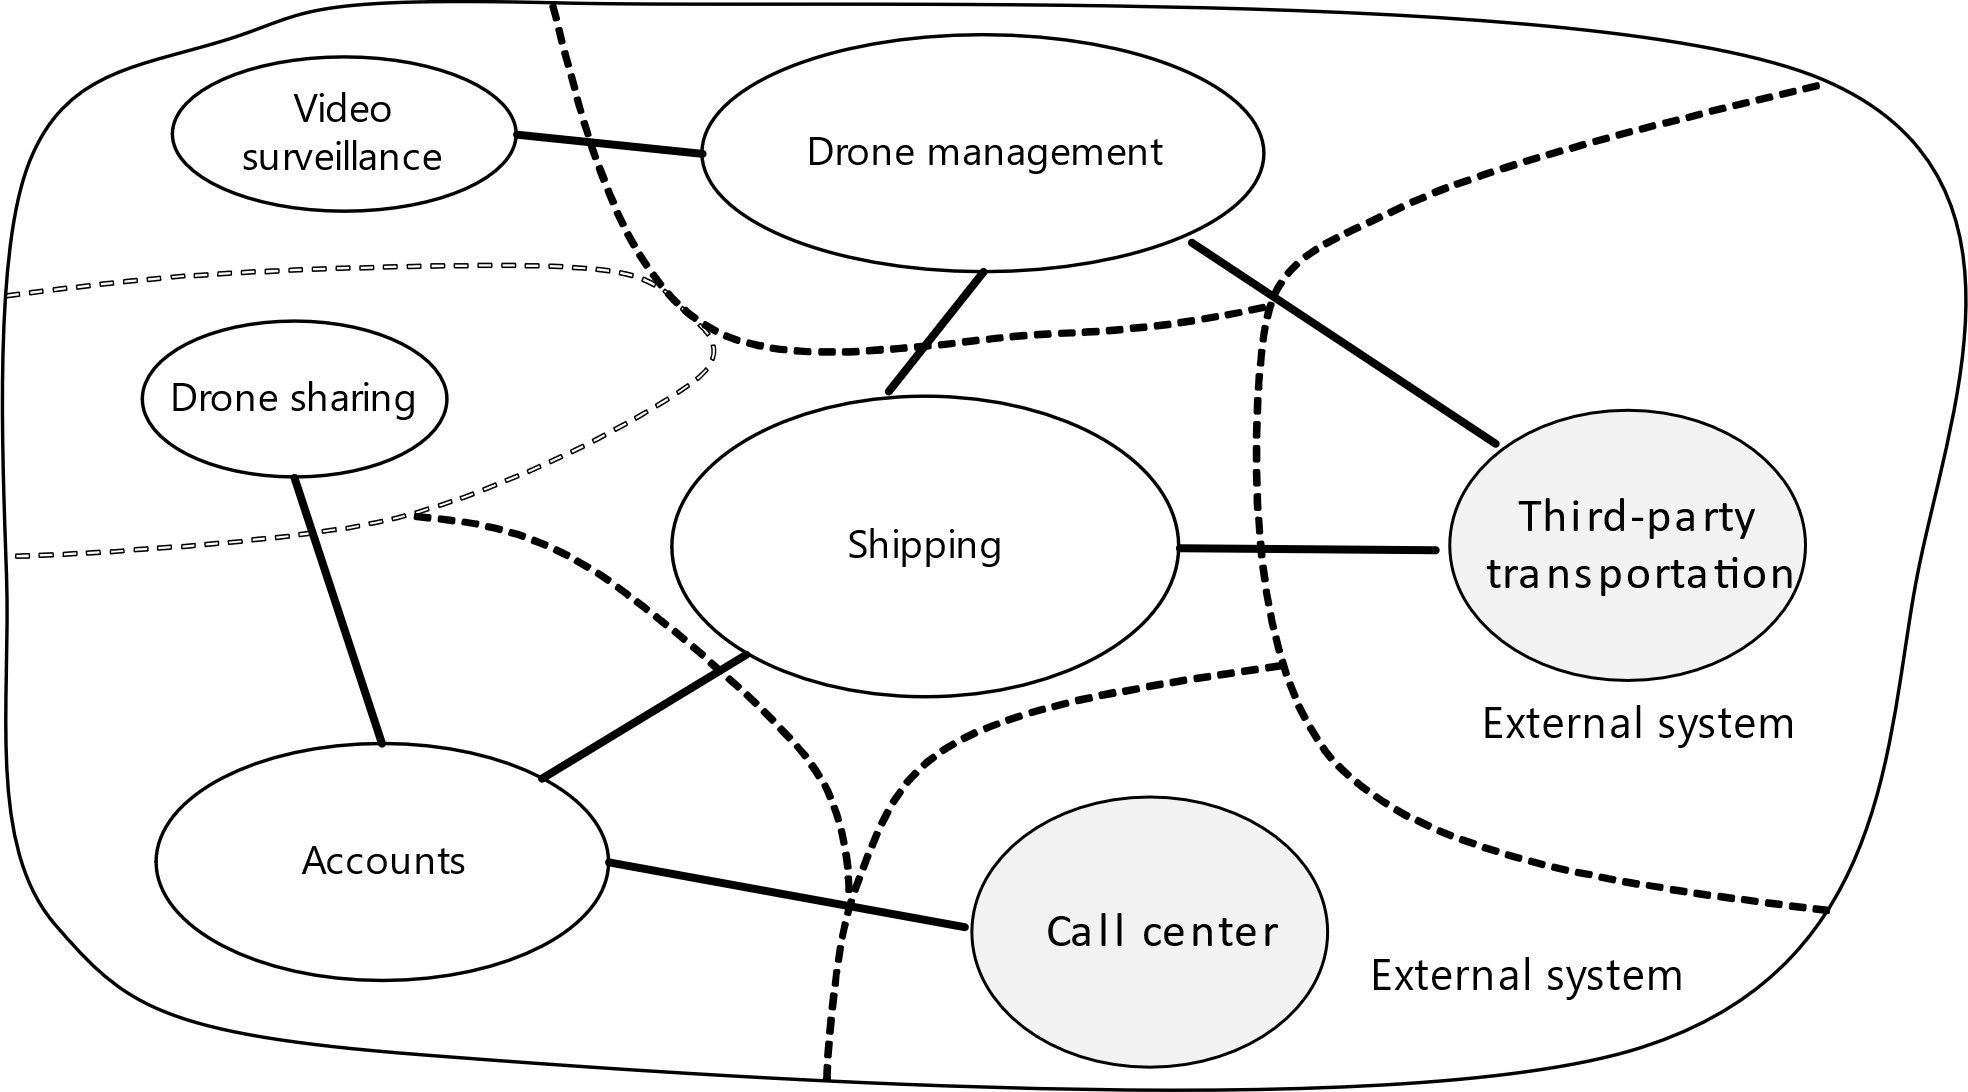 Video
surveillance
Drone management
Drone sharing
Shipping
Third-party
transportation
External system
Accounts
Call center
External system